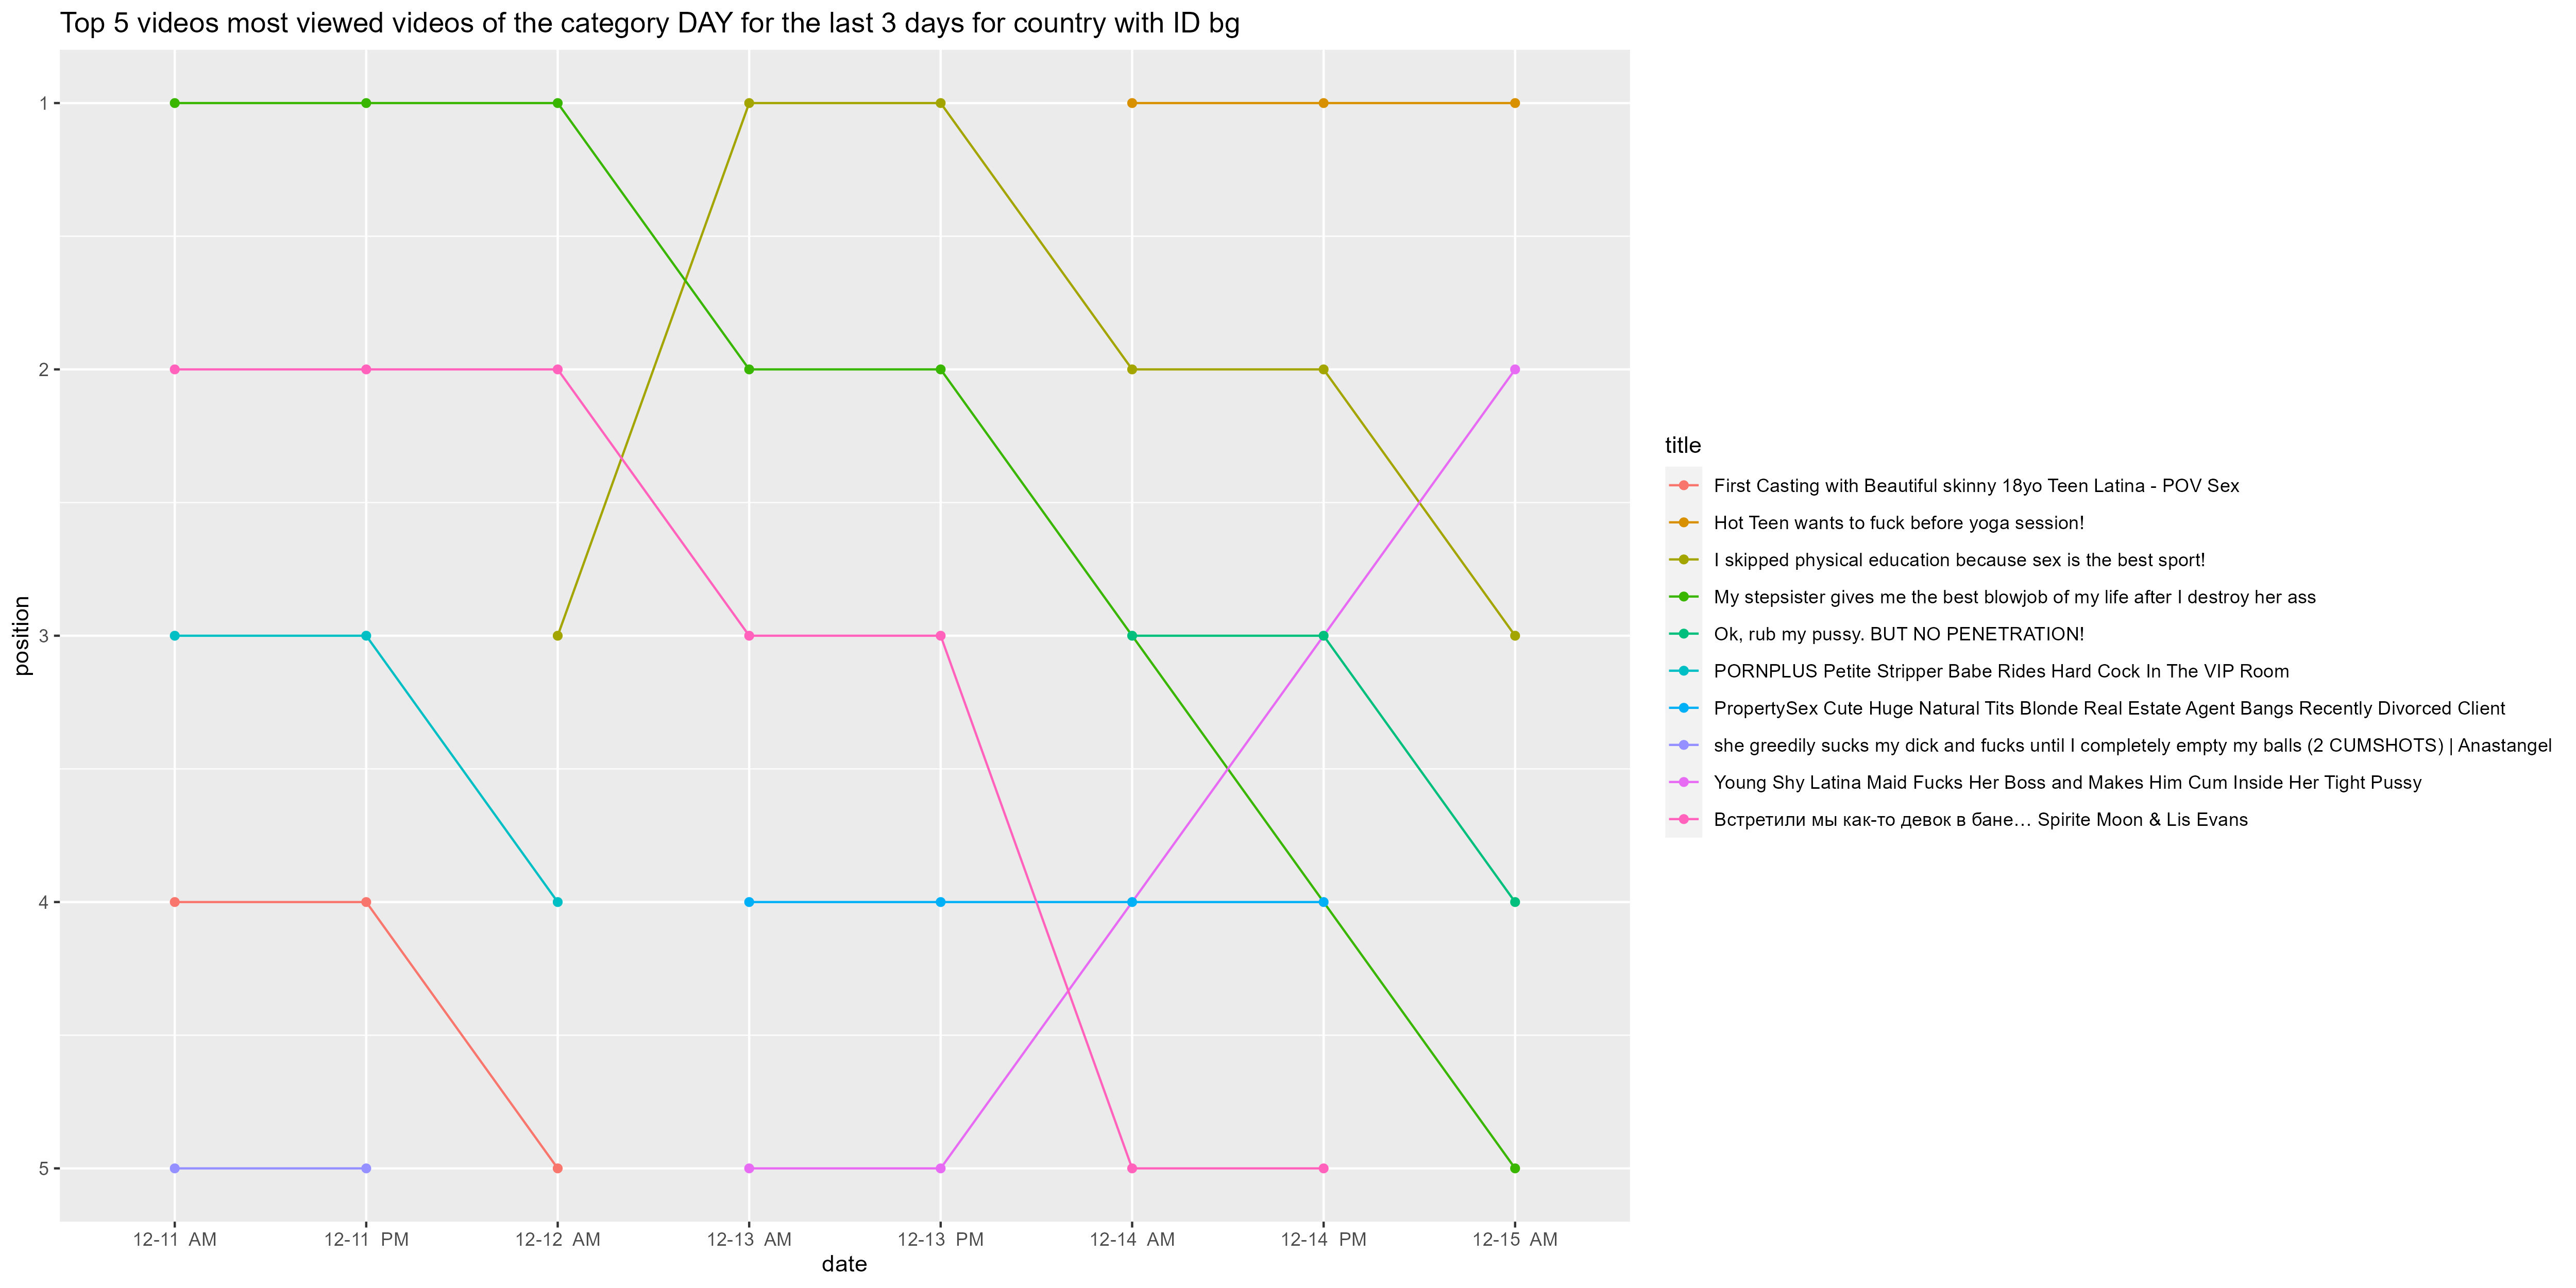 Top 5 videos most viewed videos of the category DAY for the last 3 days for country with ID bg
position
1
2
3
4
5
12-11 AM
12-11 PM
12-12 AM
12-13 AM
12-13 PM
12-14 AM
12-14 PM
12-15 AM
date
title
First Casting with Beautiful skinny 18yo Teen Latina - POV Sex
Hot Teen wants to fuck before yoga session!
I skipped physical education because sex is the best sport!
My stepsister gives me the best blowjob of my life after I destroy her ass
Ok, rub my pussy. BUT NO PENETRATION!
PORNPLUS Petite Stripper Babe Rides Hard Cock In The VIP Room
PropertySex Cute Huge Natural Tits Blonde Real Estate Agent Bangs Recently Divorced Client
she greedily sucks my dick and fucks until I completely empty my balls (2 CUMSHOTS) | Anastangel
Young Shy Latina Maid Fucks Her Boss and Makes Him Cum Inside Her Tight Pussy
Встретили мы как-то девок в бане… Spirite Moon & Lis Evans